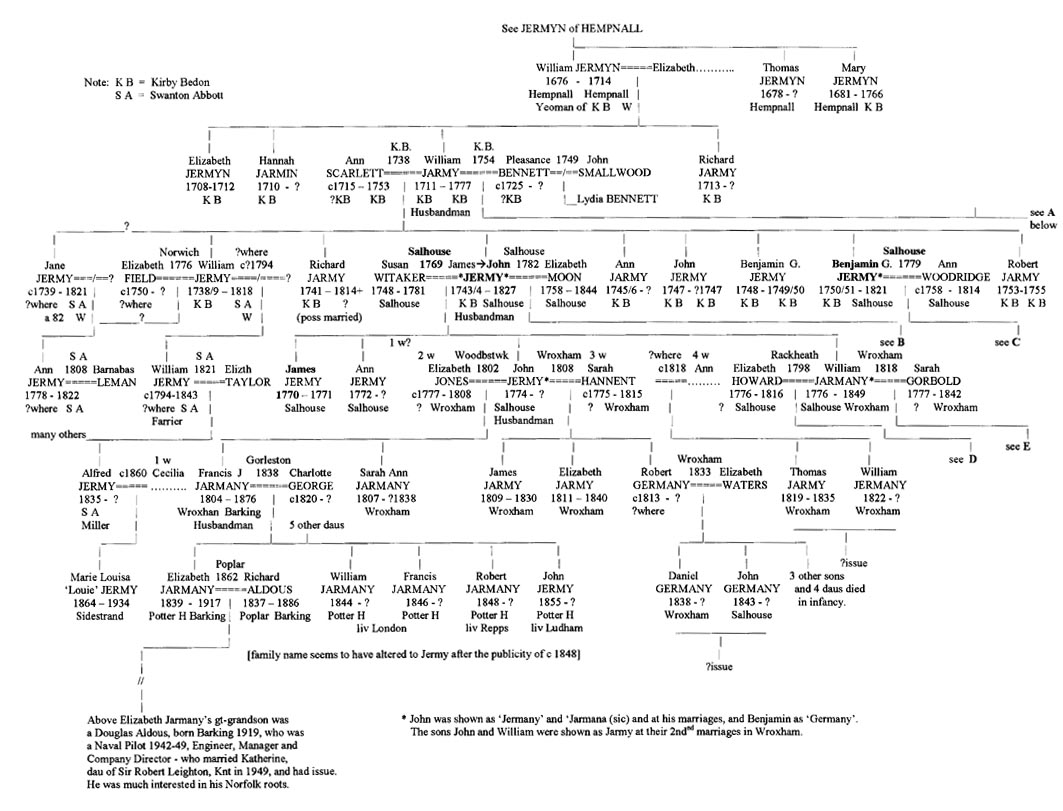 See JERMYN of HEMPNALL
William JERMYN=====Elizabeth........... Thomas Mary
Note: K B = Kirby Bedon 1676 - 1714 JERMYN JERMYN
S A = Swanton Abbott Hempnall Hempnall 1678 - ? 1681 - 1766
Yeoman of K B W Hempnall Hempnall K B
K.B. K.B.
Elizabeth Hannah Ann 1738 William 1754 Pleasance 1749 John Richard
JERMYN JARMIN SCARLETT======JARMY======BENNETT==/==SMALLWOOD JARMY
1708-1712 1710 - ? c1715 – 1753 1711 – 1777 c1725 - ? 1713 - ?
K B K B ?KB KB KB KB ?KB Lydia BENNETT K B
Husbandman see A
? below
Norwich ?where Salhouse Salhouse Salhouse
Jane Elizabeth 1776 William c?1794 Richard Susan 1769 James→John 1782 Elizabeth Ann John Benjamin G. Benjamin G. 1779 Ann Robert
JERMY===/==? FIELD======JERMY====/====? JARMY WITAKER=====*JERMY*=====MOON JARMY JERMY JERMY JERMY*=====WOODRIDGE JARMY
c1739 - 1821 c1750 - ? 1738/9 – 1818 1741 – 1814+ 1748 - 1781 1743/4 – 1827 1758 – 1844 1745/6 - ? 1747 - ?1747 1748 - 1749/50 1750/51 - 1821 c1758 - 1814 1753-1755
?where S A ?where K B S A K B ? Salhouse K B Salhouse Salhouse K B K B K B K B Salhouse Salhouse K B K B
a 82 W ? W (poss married) Husbandman
see B see C
S A S A 1 w?
2 w Woodbstwk Wroxham 3 w ?where 4 w Rackheath Wroxham
Ann 1808 Barnabas William 1821 Elizth James Ann Elizabeth 1802 John 1808 Sarah c1818 Ann Elizabeth 1798 William 1818 Sarah
JERMY=====LEMAN JERMY =====TAYLOR JERMY JERMY JONES=====JERMY*=====HANNENT =====......... HOWARD=====JARMANY*=====GORBOLD
1778 - 1822 c1794-1843 1770 – 1771 1772 - ? c1777 - 1808 1774 - ? c1775 - 1815 1776 - 1816 1776 - 1849 1777 - 1842
?where S A ?where S A Salhouse Salhouse ? Wroxham Salhouse ? Wroxham ? Salhouse Salhouse Wroxham ? Wroxham
Farrier Husbandman
many others see E
1 w Gorleston Wroxham see D
Alfred c1860 Cecilia Francis J 1838 Charlotte Sarah Ann James Elizabeth Robert 1833 Elizabeth Thomas William
JERMY===== .......... JARMANY======GEORGE JARMANY JARMY JARMY GERMANY=====WATERS JARMY JERMANY
1835 - ? 1804 – 1876 c1820 - ? 1807 - ?1838 1809 – 1830 1811 – 1840 c1813 - ? 1819 - 1835 1822 - ?
S A Wroxhan Barking Wroxham Wroxham Wroxham ?where Wroxham Wroxham
Miller Husbandman 5 other daus
Poplar ?issue
Marie Louisa Elizabeth 1862 Richard William Francis Robert John Daniel John 3 other sons
‘Louie’ JERMY JARMANY=====ALDOUS JARMANY JARMANY JARMANY JERMY GERMANY GERMANY and 4 daus died
1864 – 1934 1839 - 1917 1837 – 1886 1844 - ? 1846 - ? 1848 - ? 1855 - ? 1838 - ? 1843 - ? in infancy.
Sidestrand Potter H Barking Poplar Barking Potter H Potter H Potter H Potter H Wroxham Salhouse
liv London liv Repps liv Ludham
[family name seems to have altered to Jermy after the publicity of c 1848]
?issue
//
Above Elizabeth Jarmany's gt-grandson was
a Douglas Aldous, born Barking 1919, who was
a Naval Pilot 1942-49, Engineer, Manager and
Company Director - who married Katherine,
dau of Sir Robert Leighton, Knt in 1949, and had issue.
He was much interested in his Norfolk roots.
* John was shown as ‘Jermany’ and ‘Jarmana (sic) and at his marriages, and Benjamin as ‘Germany’.
The sons John and William were shown as Jarmy at their 2nd marriages in Wroxham.